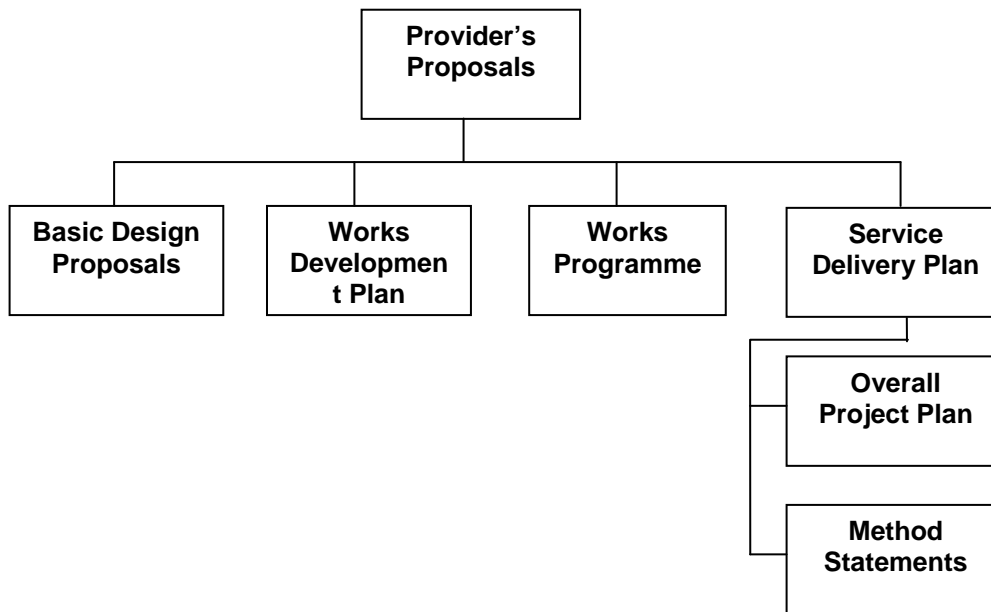 Provider’s
Proposals
Basic Design
Proposals
Works
Developmen
t Plan
Works
Programme
Service
Delivery Plan
Overall
Project Plan
Method
Statements